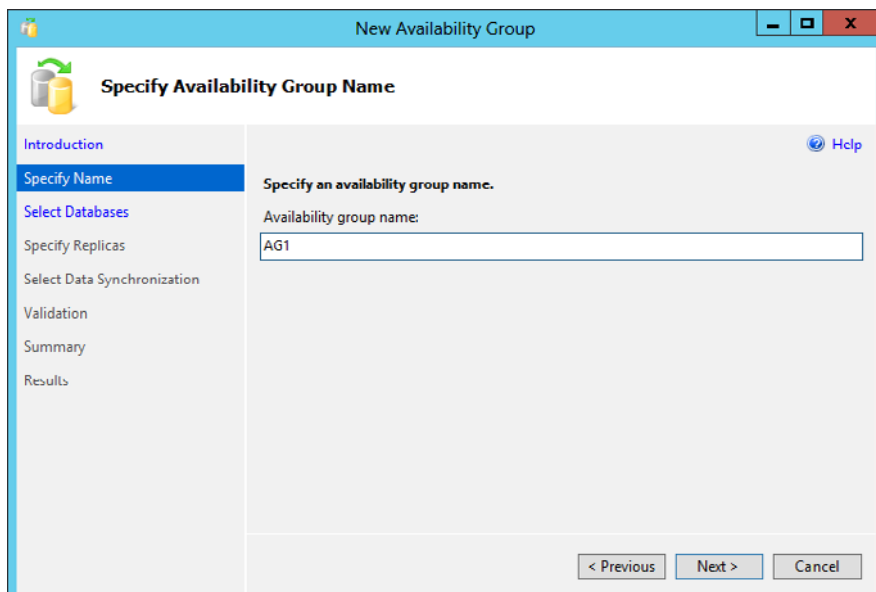 New Availability Group
Specify Availability Group Name
Introduction
Help
Specify Name
Specify an availability group name.
Select Databases
Availability group name:
Specify Replicas
AG1
Select Data Synchronization
Validation
Summary
Results
< Previous
Next >
Cancel